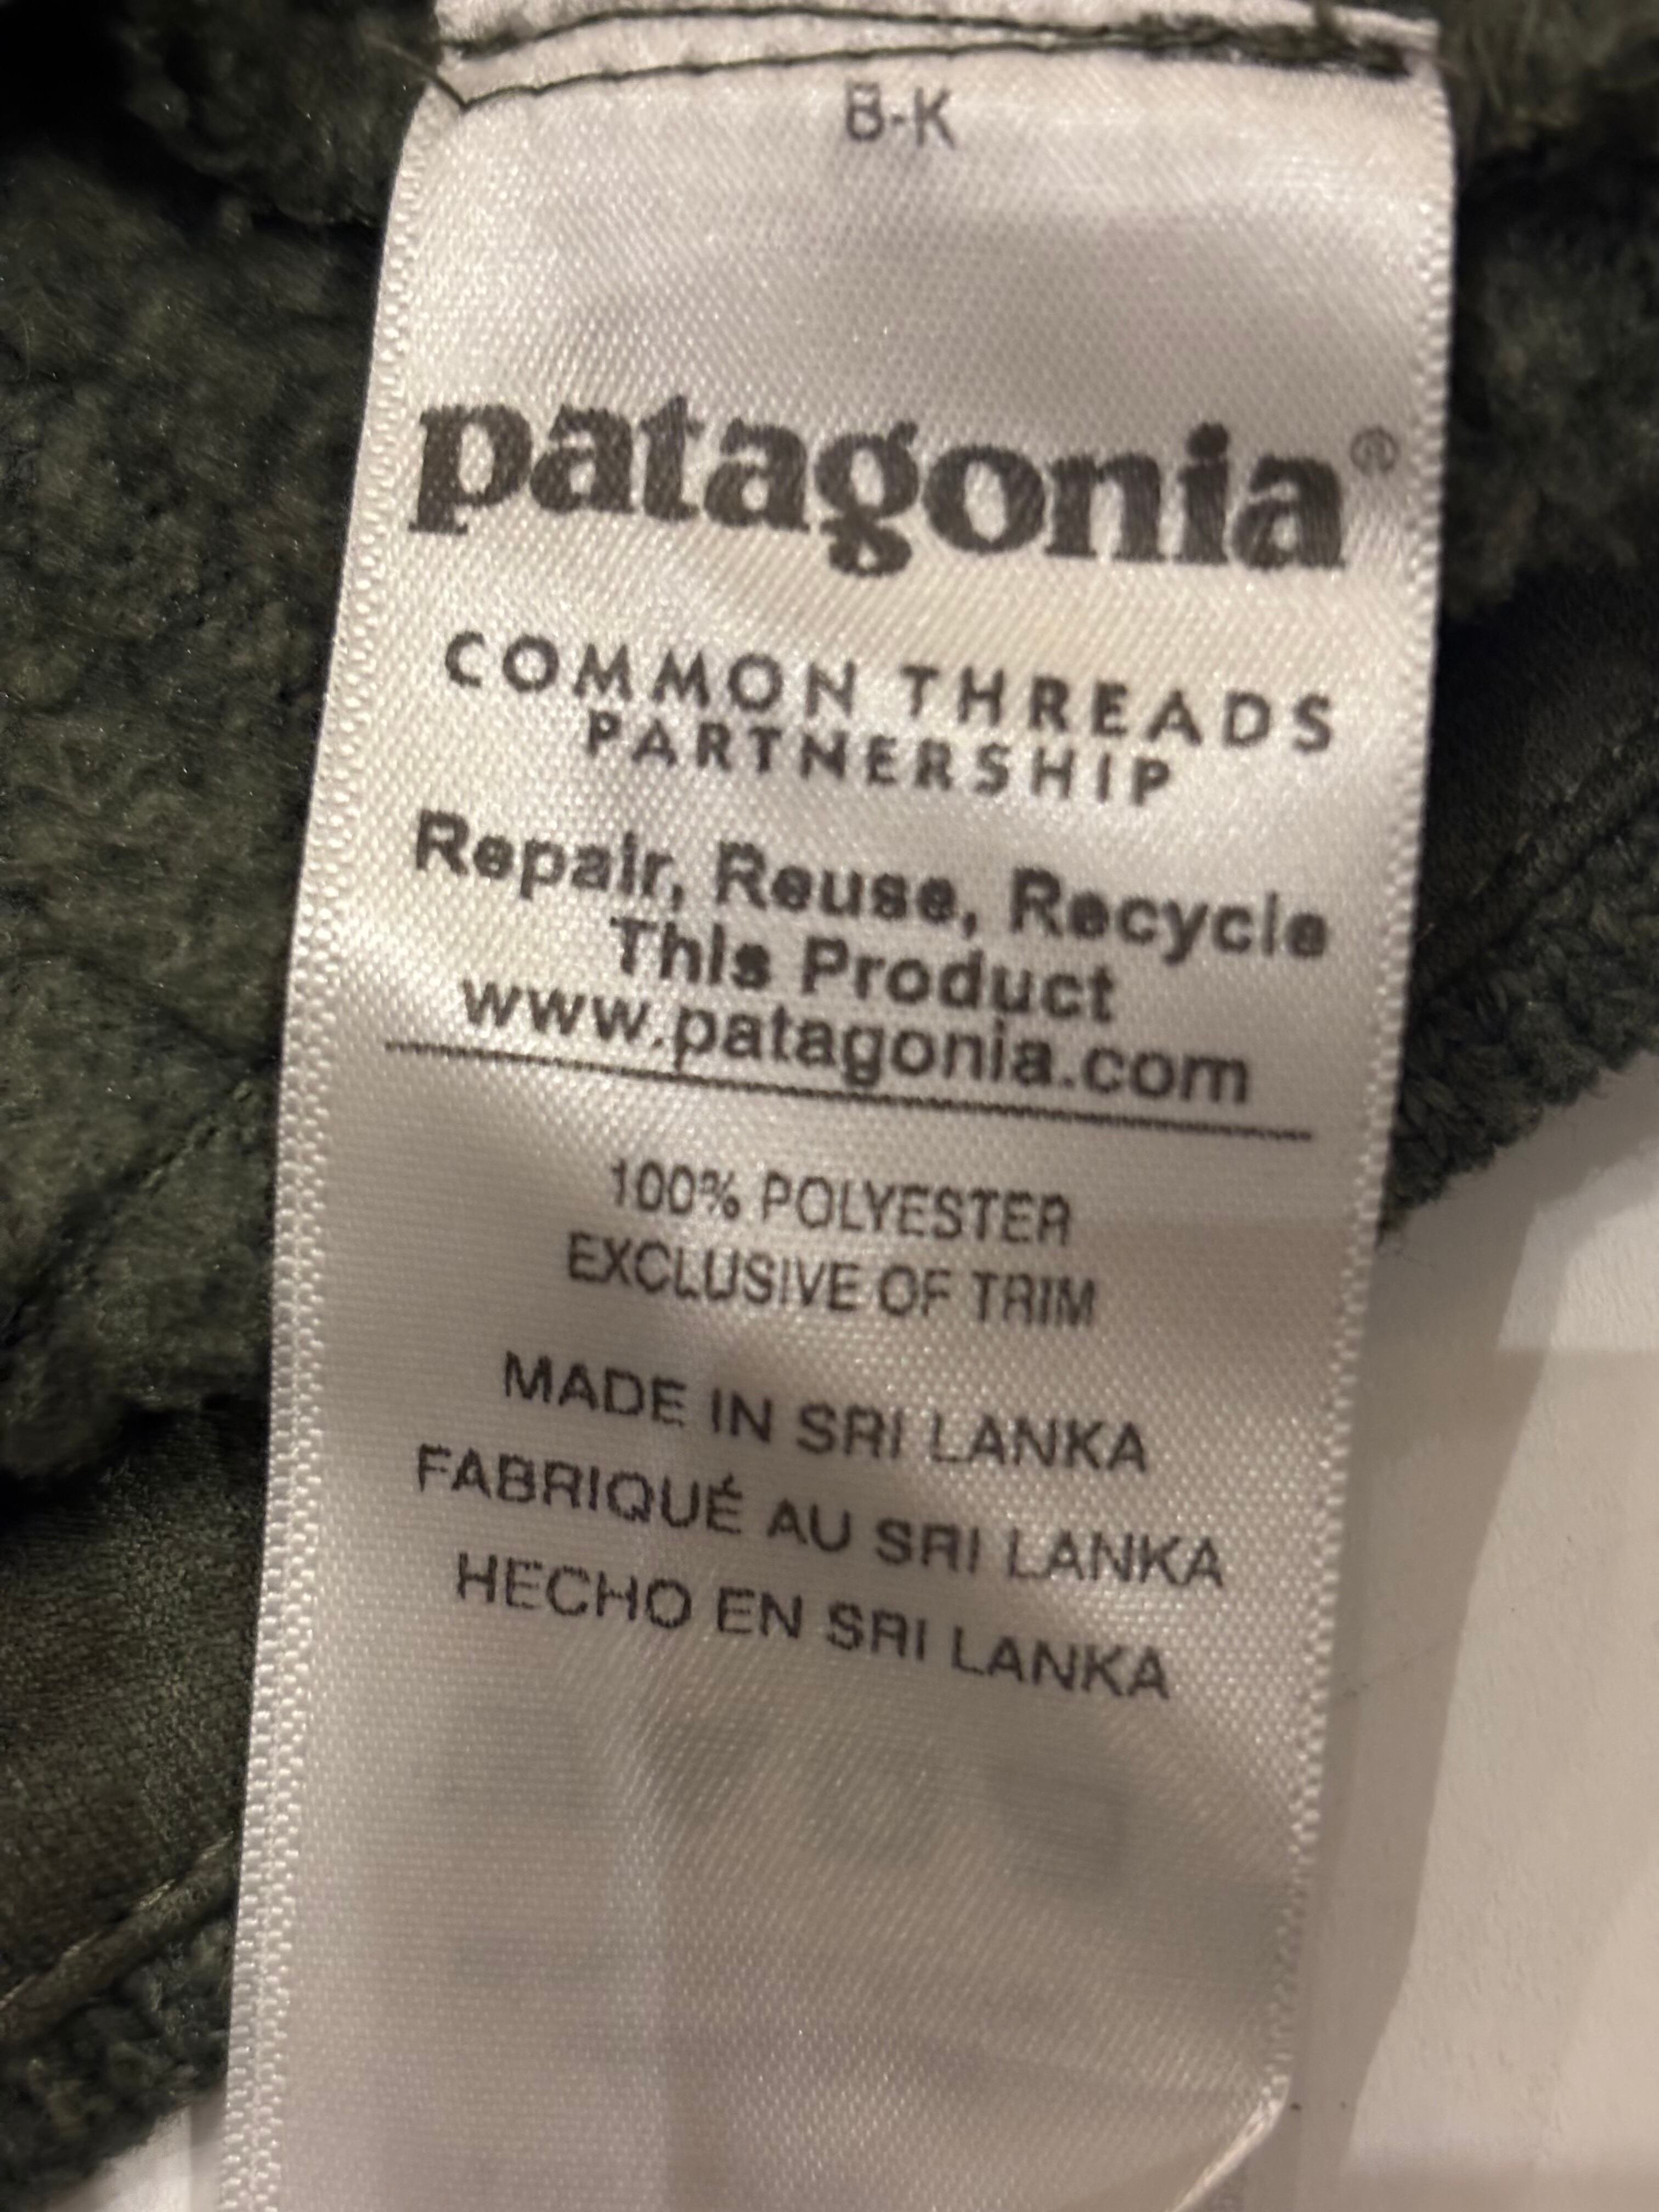 B-K
patagonia®
COMMON THREADS
PARTNERSHIP
Repair, Reuse, Recycle
This Product
www.patagonia.com
100% POLYESTER
EXCLUSIVE OF TRIM
MADE IN SRI LANKA
FABRIQUÉ AU SRI LANKA
HECHO EN SRI LANKA